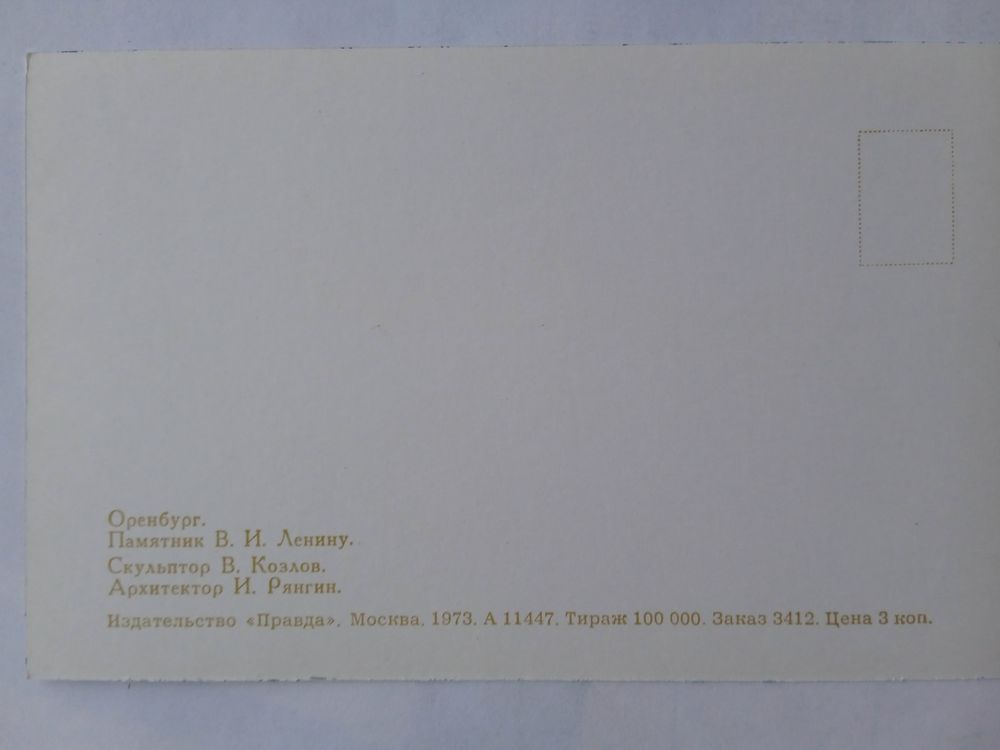 Оренбург.
Памятник В. И. Ленину.
Скульптор В. Козлов.
Архитектор И. Рянгин.
Издательство «Правда». Москва. 1973. А 11447. Тираж 100 000. Заказ 3412. Цена 3 коп.